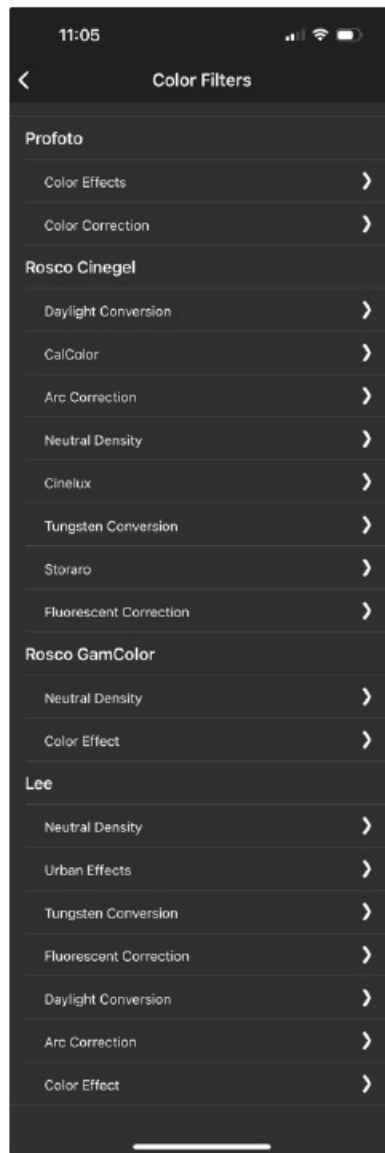 11:05
Color Filters
Profoto
Color Effects
Color Correction
Rosco Cinegel
Daylight Conversion
CalColor
Arc Correction
Neutral Density
Cinelux
Tungsten Conversion
Storaro
Fluorescent Correction
Rosco GamColor
Neutral Density
Color Effect
Lee
Neutral Density
Urban Effects
Tungsten Conversion
Fluorescent Correction
Daylight Conversion
Arc Correction
Color Effect